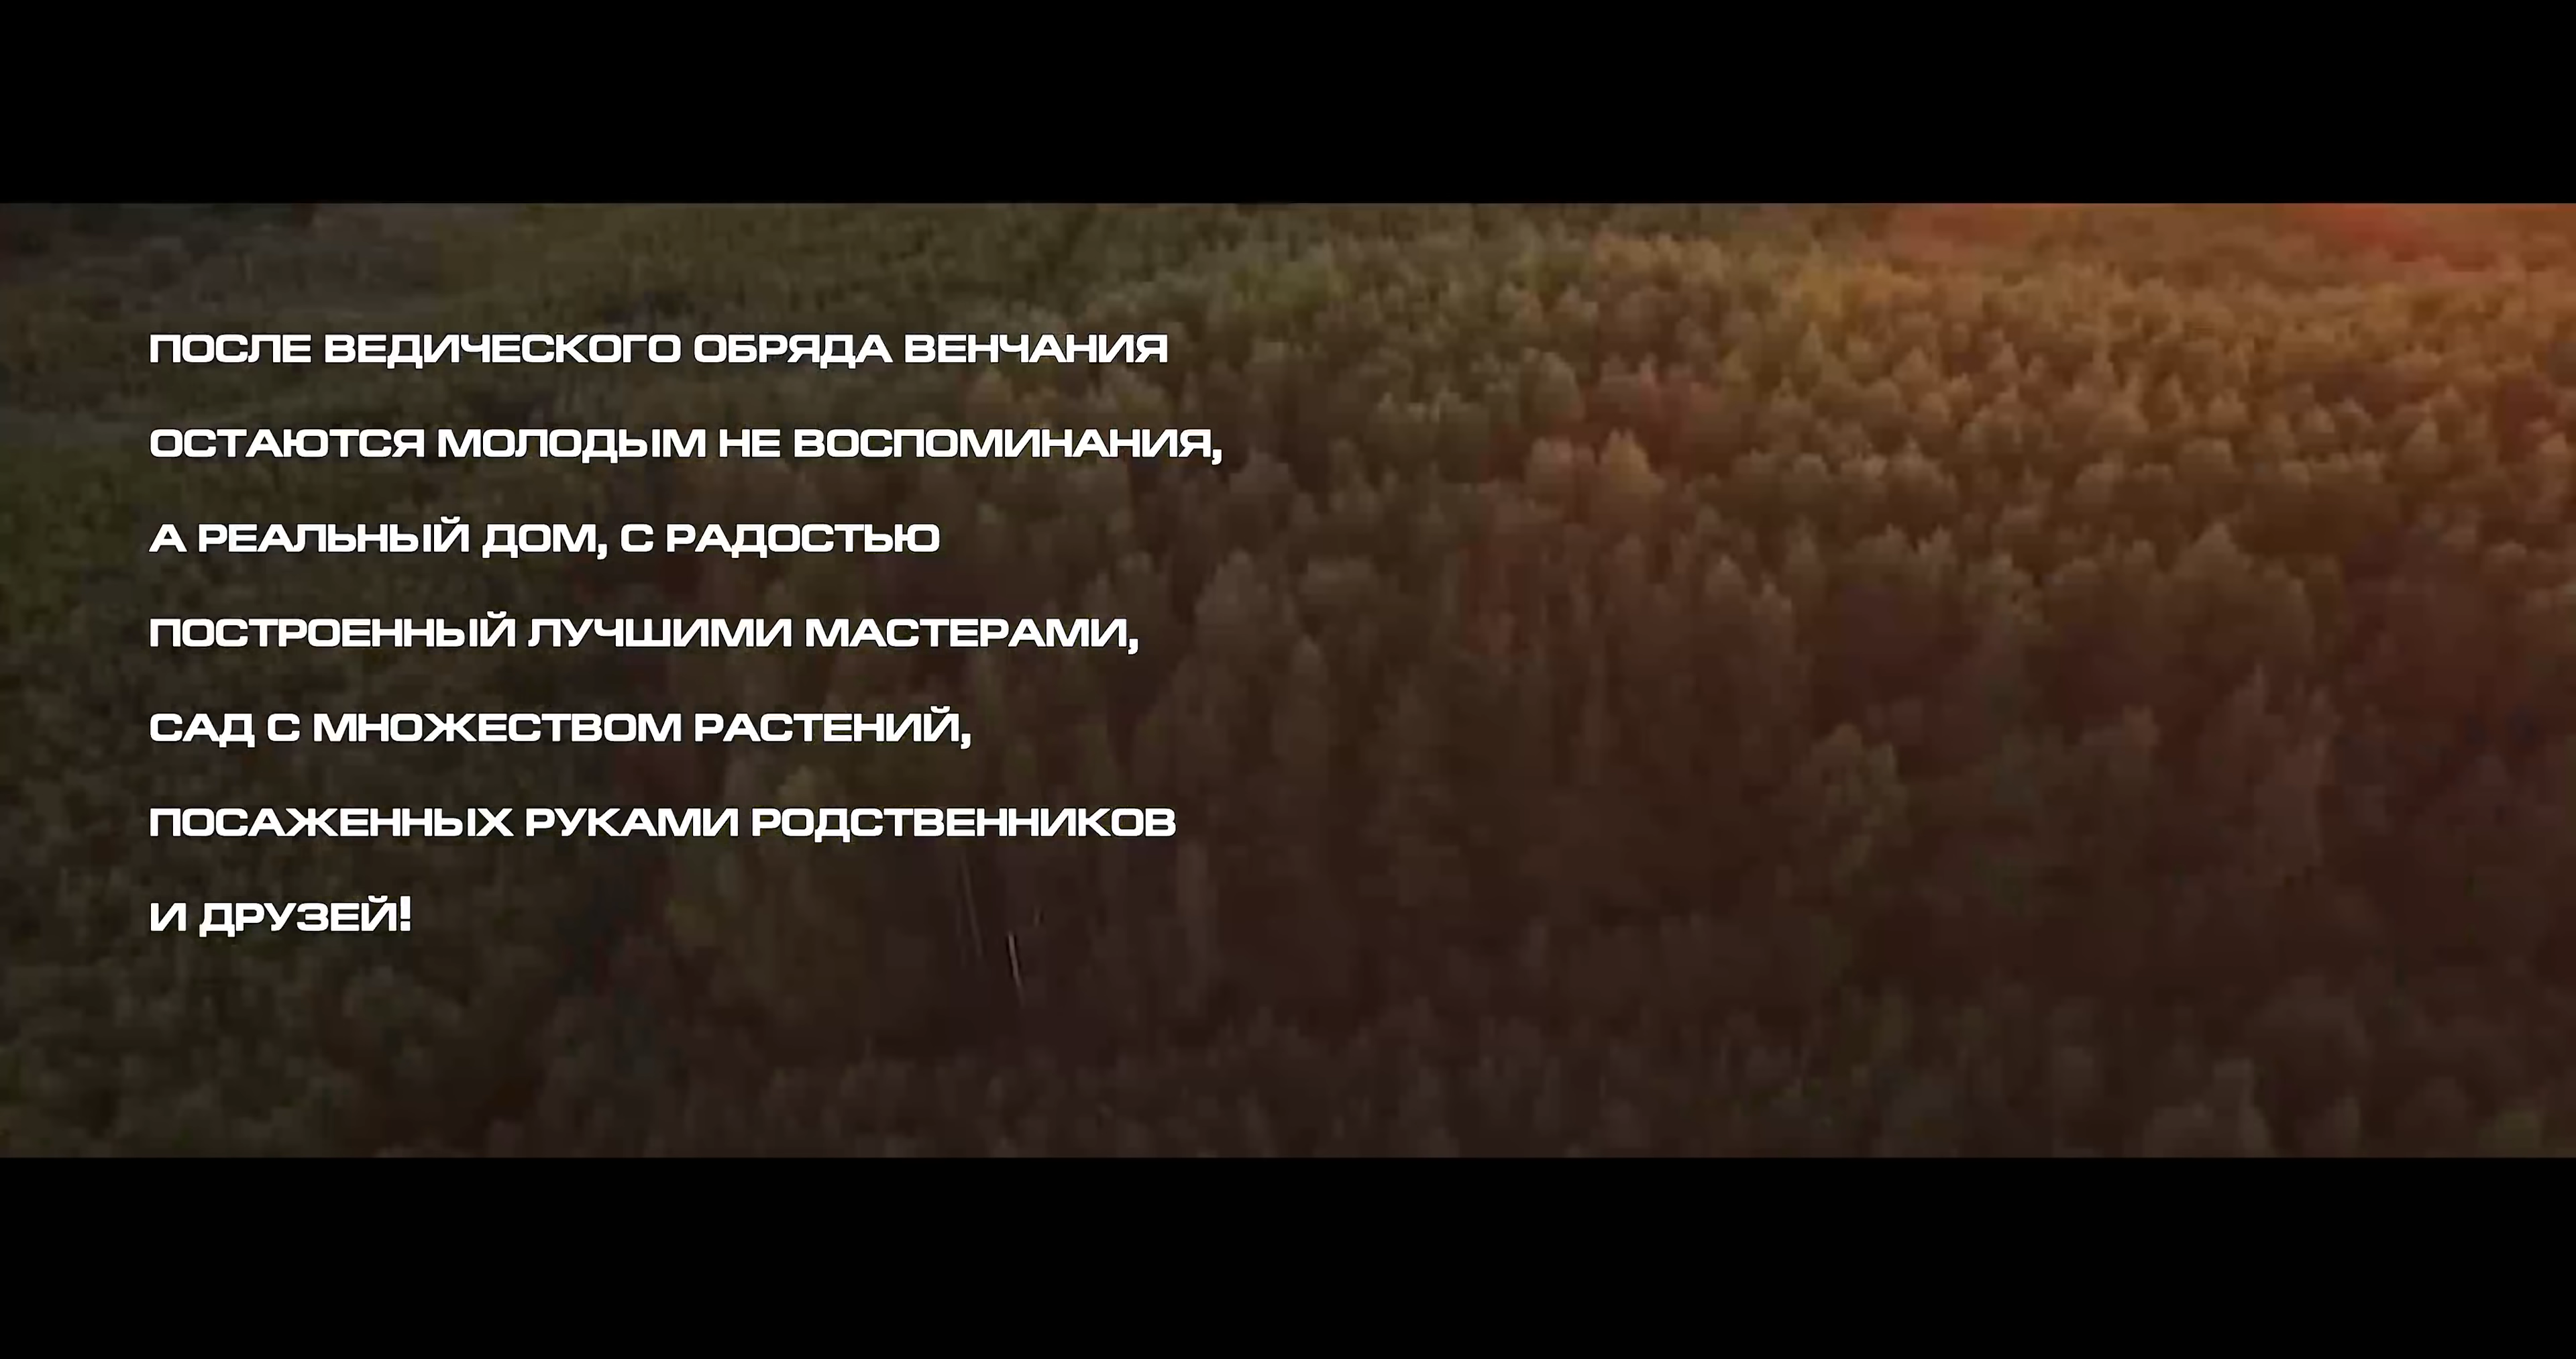 ПОСЛЕ ВЕДИЧЕСКОГО ОБРЯДА ВЕНЧАНИЯ
ОСТАЮТСЯ МОЛОДЫМ НЕ ВОСПОМИНАНИЯ,
А РЕАЛЬНЫЙ ДОМ, С РАДОСТЬЮ
ПОСТРОЕННЫЙ ЛУЧШИМИ МАСТЕРАМИ,
САД С МНОЖЕСТВОМ РАСТЕНИЙ,
ПОСАЖЕННЫХ РУКАМИ РОДСТВЕННИКОВ
И ДРУЗЕЙ!